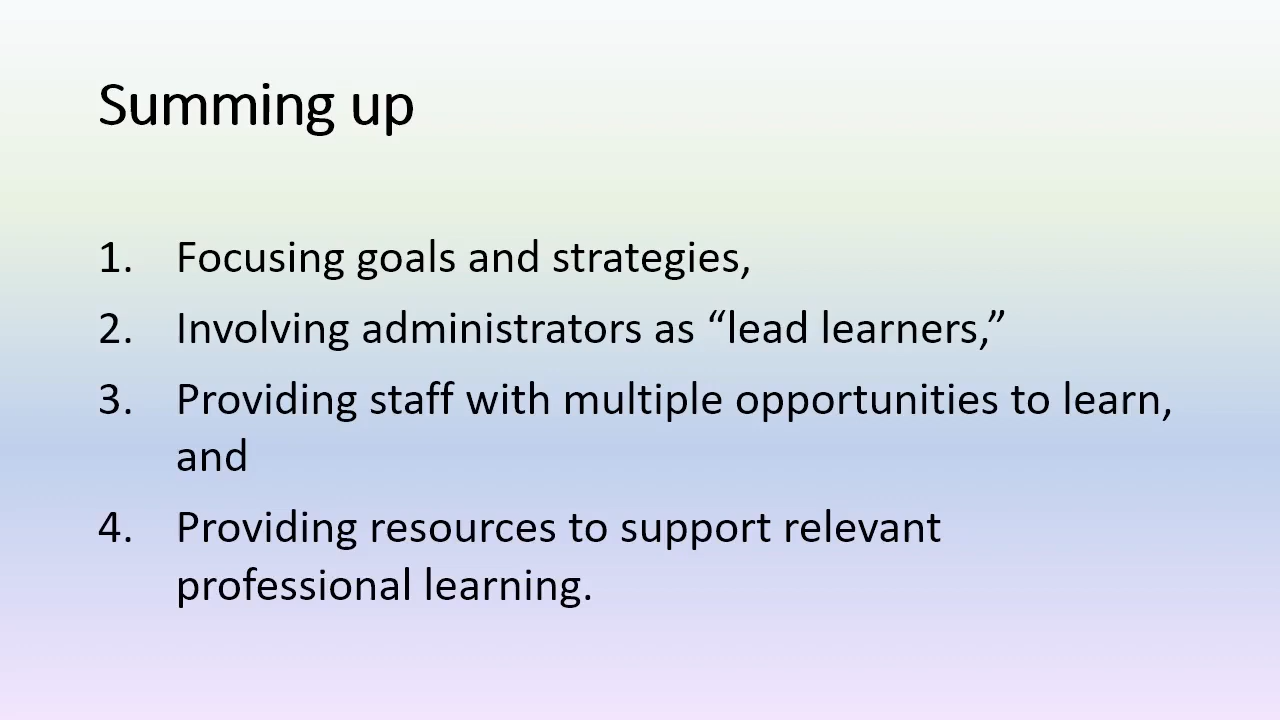 Summing up
1. Focusing goals and strategies,
2. Involving administrators as “lead learners,”
3. Providing staff with multiple opportunities to learn,
and
4. Providing resources to support relevant
professional learning.